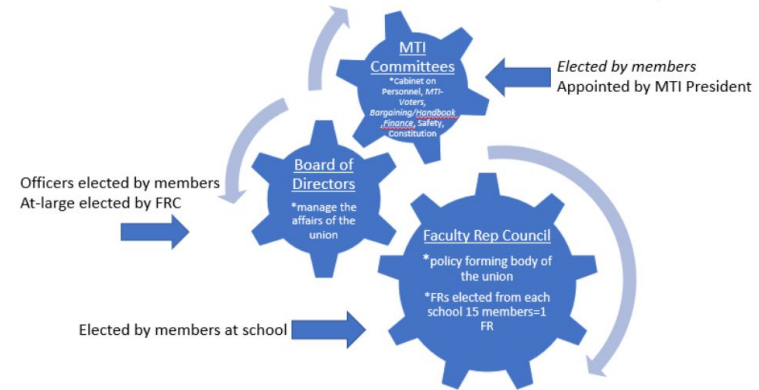 MTI
Committees
*Cabinet on
Personnel, MTI-
Voters,
Bargaining/Handbook
,Finance, Safety,
Constitution
Elected by members
Appointed by MTI President
Board of
Directors
*manage the
affairs of the
union
Officers elected by members
At-large elected by FRC
Faculty Rep Council
*policy forming body of
the union
*FRs elected from each
school 15 members=1
FR
Elected by members at school